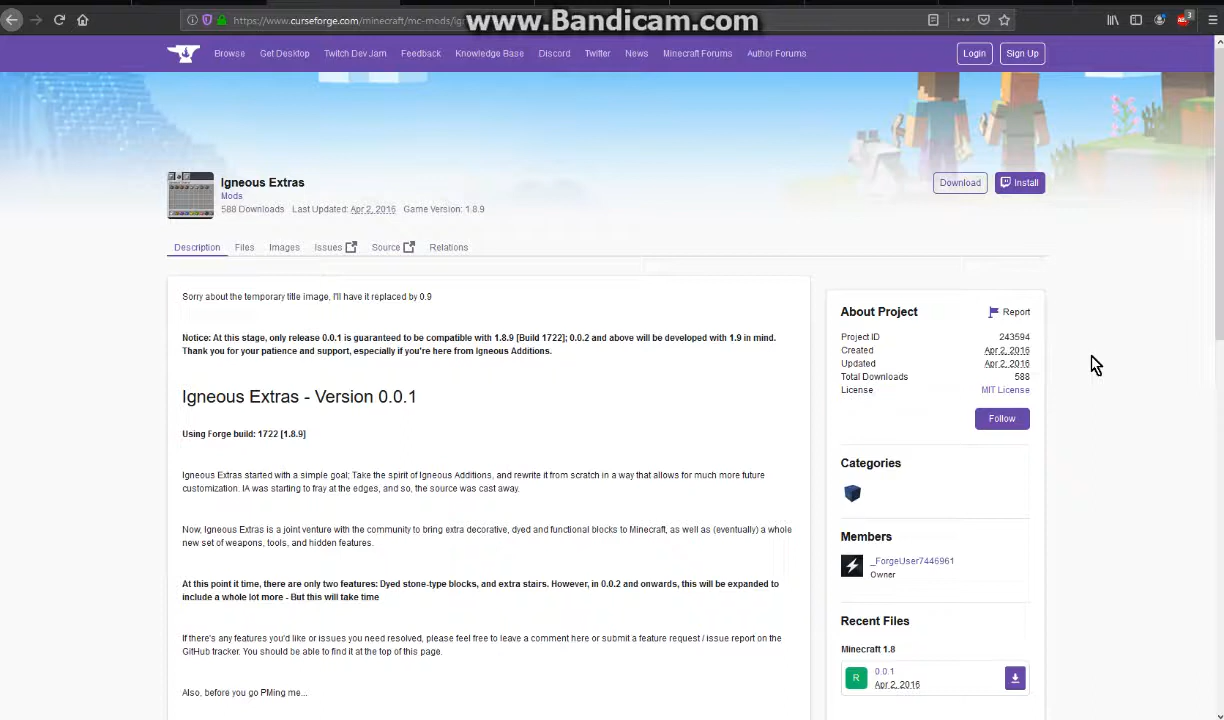 https://www.curseforge.com/minecraft/mc-mods/ig
www.Bandicam.com
3
Browse Get Desktop Twitch Dev Jam Feedback Knowledge Base Discord Twitter News Minecraft Forums Author Forums Login Sign Up
Igneous Extras
Mods
588 Downloads Last Updated: Apr 2, 2016 Game Version: 1.8.9
Download Install
Description Files Images Issues Source Relations
Sorry about the temporary title image, I'll have it replaced by 0.9
Notice: At this stage, only release 0.0.1 is guaranteed to be compatible with 1.8.9 [Build 1722]; 0.0.2 and above will be developed with 1.9 in mind.
Thank you for your patience and support, especially if you're here from Igneous Additions.
Igneous Extras - Version 0.0.1
Using Forge build: 1722 [1.8.9]
Igneous Extras started with a simple goal; Take the spirit of Igneous Additions, and rewrite it from scratch in a way that allows for much more future
customization. IA was starting to fray at the edges, and so, the source was cast away.
Now, Igneous Extras is a joint venture with the community to bring extra decorative, dyed and functional blocks to Minecraft, as well as (eventually) a whole
new set of weapons, tools, and hidden features.
At this point it time, there are only two features: Dyed stone-type blocks, and extra stairs. However, in 0.0.2 and onwards, this will be expanded to
include a whole lot more - But this will take time
If there's any features you'd like or issues you need resolved, please feel free to leave a comment here or submit a feature request / issue report on the
GitHub tracker. You should be able to find it at the top of this page.
Also, before you go PMing me...
About Project Report
Project ID 243594
Created Apr 2, 2016
Updated Apr 2, 2016
Total Downloads 588
License MIT License
Follow
Categories
Members
_ForgeUser7446961
Owner
Recent Files
Minecraft 1.8
R 0.0.1
Apr 2, 2016